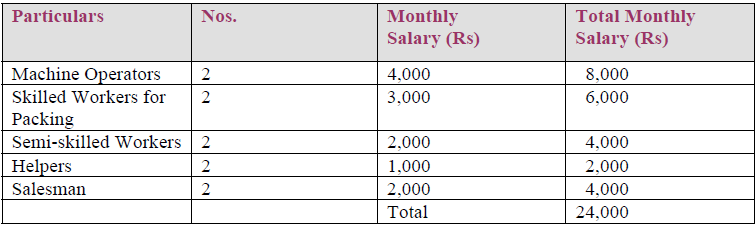 Particulars Nos. Monthly Salary (Rs) Total Monthly Salary (Rs)
Machine Operators 2 4,000 8,000
Skilled Workers for Packing 2 3,000 6,000
Semi-skilled Workers 2 2,000 4,000
Helpers 2 1,000 2,000
Salesman 2 2,000 4,000
Total 24,000